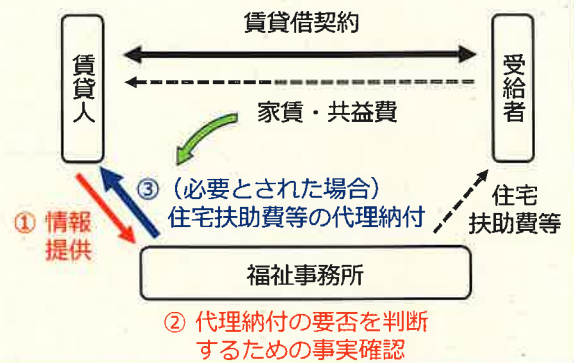 賃貸借契約
賃貸人
受給者
家賃・共益費
③（必要とされた場合）
住宅扶助費等の代理納付
① 情報
提供
住宅
扶助費等
福祉事務所
② 代理納付の要否を判断
するための事実確認